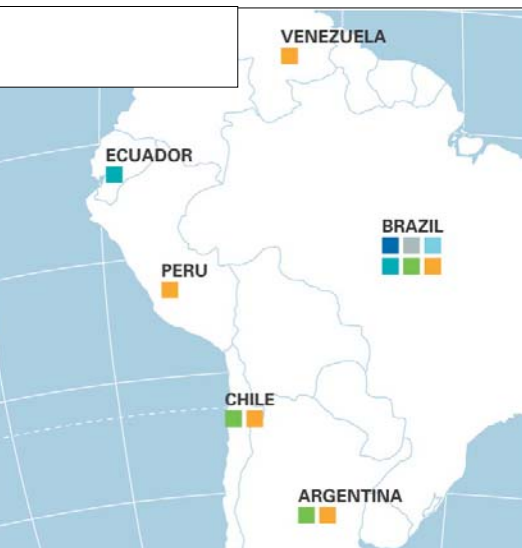 VENEZUELA
ECUADOR
BRAZIL
PERU
CHILE
ARGENTINA